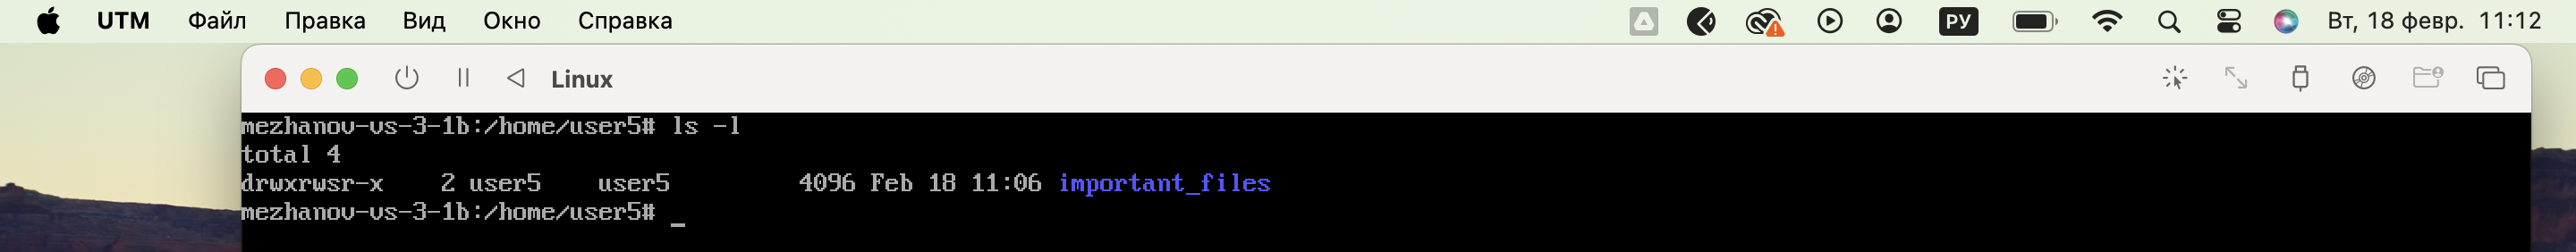 UTM Файл Правка Вид Окно Справка РУ Вт, 18 февр. 11:12
Linux
mezhanov-vs-3-1b:/home/user5# ls -l
total 4
drwxrwsr-x 2 user5 user5 4096 Feb 18 11:06 important_files
mezhanov-vs-3-1b:/home/user5# _